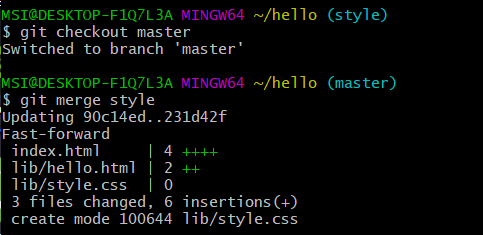 MSI@DESKTOP-F1Q7L3A MINGW64 ~/hello (style)
$ git checkout master
Switched to branch 'master'
MSI@DESKTOP-F1Q7L3A MINGW64 ~/hello (master)
$ git merge style
Updating 90c14ed..231d42f
Fast-forward
 index.html     | 4 ++++
 lib/hello.html | 2 ++
 lib/style.css  | 0
 3 files changed, 6 insertions(+)
 create mode 100644 lib/style.css